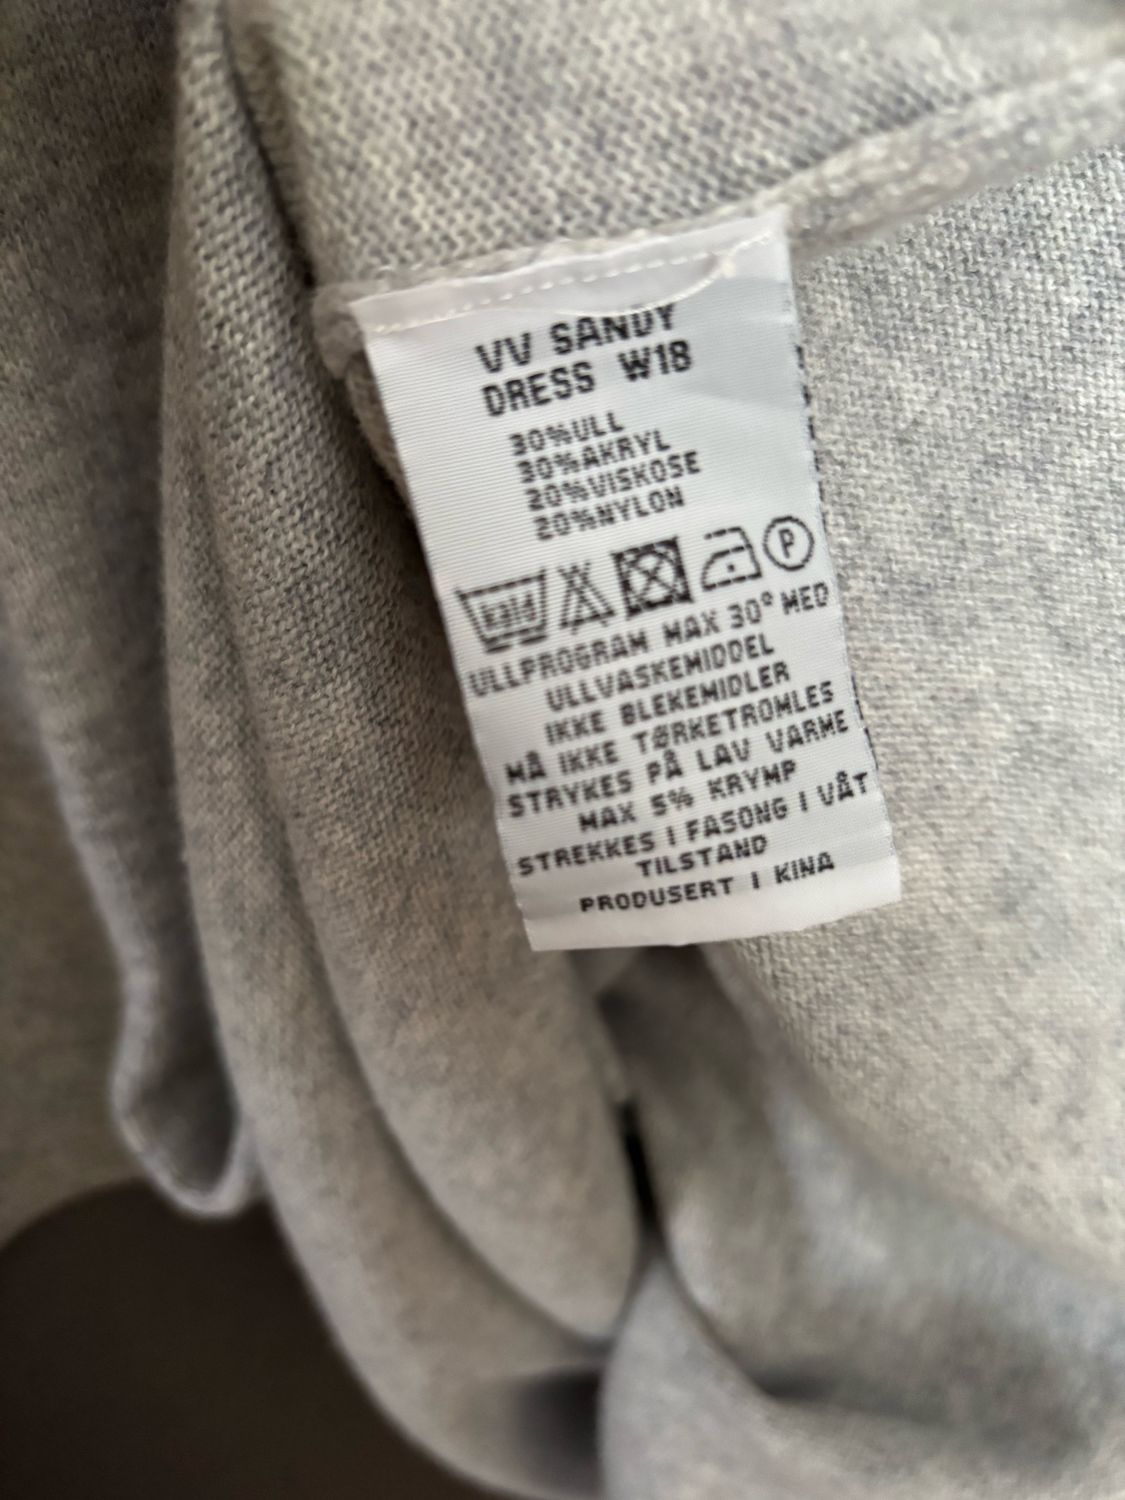 VV SANDY
DRESS W18
30%ULL
30%AKRYL
20%VISKOSE
20%NYLON
P
ULLPROGRAM MAX 30° MED
ULLVASKEMIDDEL
IKKE BLEKEMIDLER
MÅ IKKE TØRKETROMLES
STRYKES PÅ LAV VARME
MAX 5% KRYMP
STREKKES I FASONG I VÅT
TILSTAND
PRODUSERT I KINA